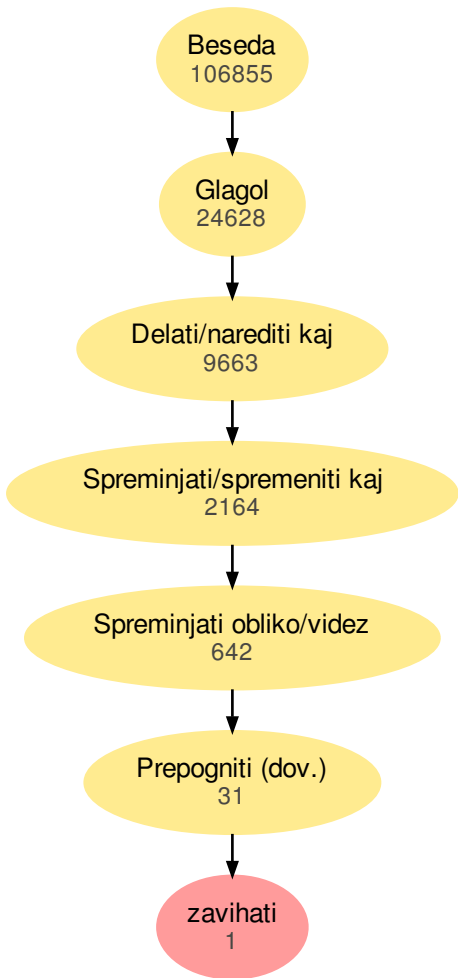 Beseda
106855
Glagol
24628
Delati/narediti kaj
9663
Spreminjati/spremeniti kaj
2164
Spreminjati obliko/videz
642
Prepogniti (dov.)
31
zavihati
1